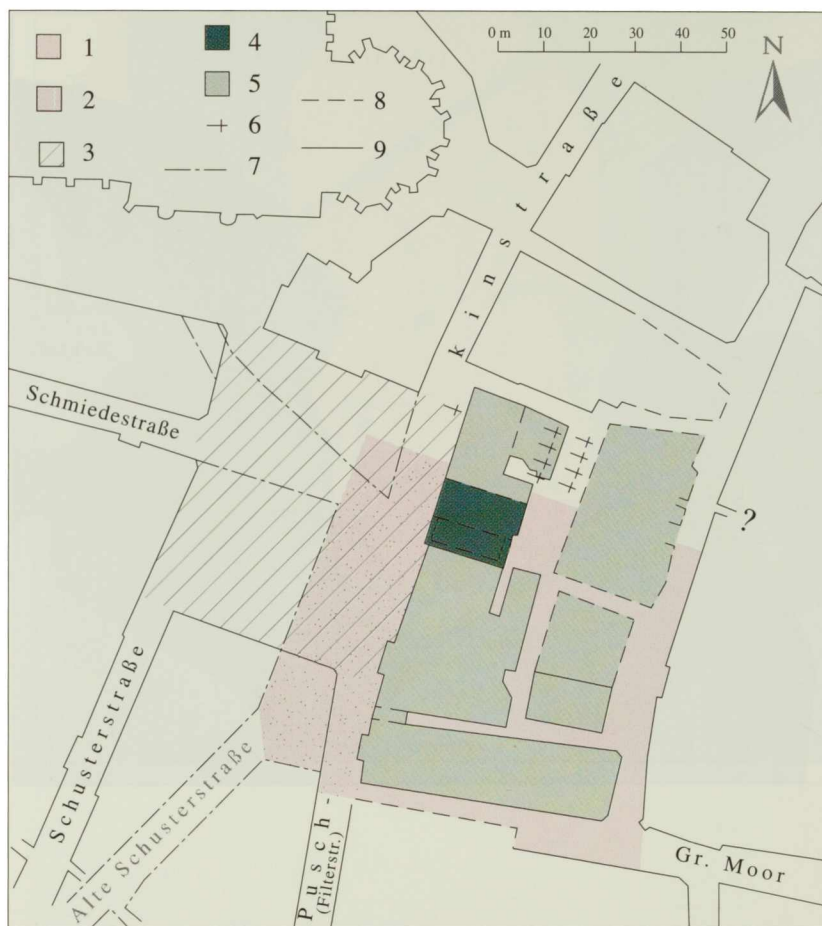 1
2
3
4
5
6
7
8
9
0 m 10 20 30 40 50
N
kinstraße
Schmiedestraße
?
Schusterstraße
Alte Schusterstraße
Pusch-
(Filterstr.)
Gr. Moor